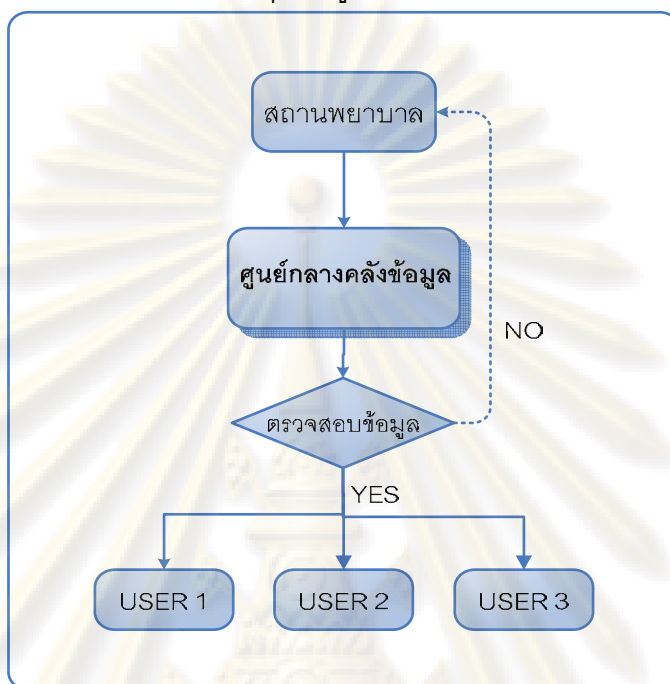 สถานพยาบาล
ศูนย์กลางคลังข้อมูล
NO
ตรวจสอบข้อมูล
YES
USER 1
USER 2
USER 3